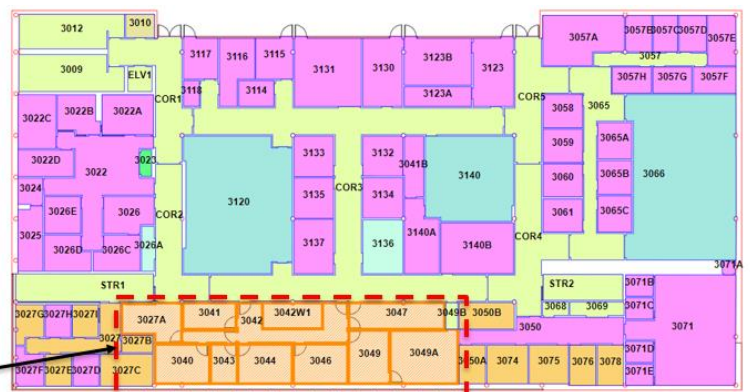 3012
3010
3117
3116
3115
3131
3130
3123B
3123
3057A
3057B
3057C
3057D
3057E
3057
3009
ELV1
3118
3114
3123A
3057H
3057G
3057F
COR1
COR5
3022C
3022B
3022A
3058
3065
3022D
3022
3023
3133
3132
3041B
3059
3065A
3120
3140
3066
3024
3135
COR3
3134
3060
3065B
3026E
3026
COR2
3061
3065C
3025
3026D
3026C
3026A
3137
3136
3140A
3140B
COR4
3071A
STR1
STR2
3071B
3027G
3027H
3027I
3027A
3041
3042
3042W1
3047
3049B
3050B
3068
3069
3071C
3071
3027
3027B
3050
3027F
3027E
3027D
3027C
3040
3043
3044
3046
3049
3049A
3050A
3074
3075
3076
3078
3071D
3071E